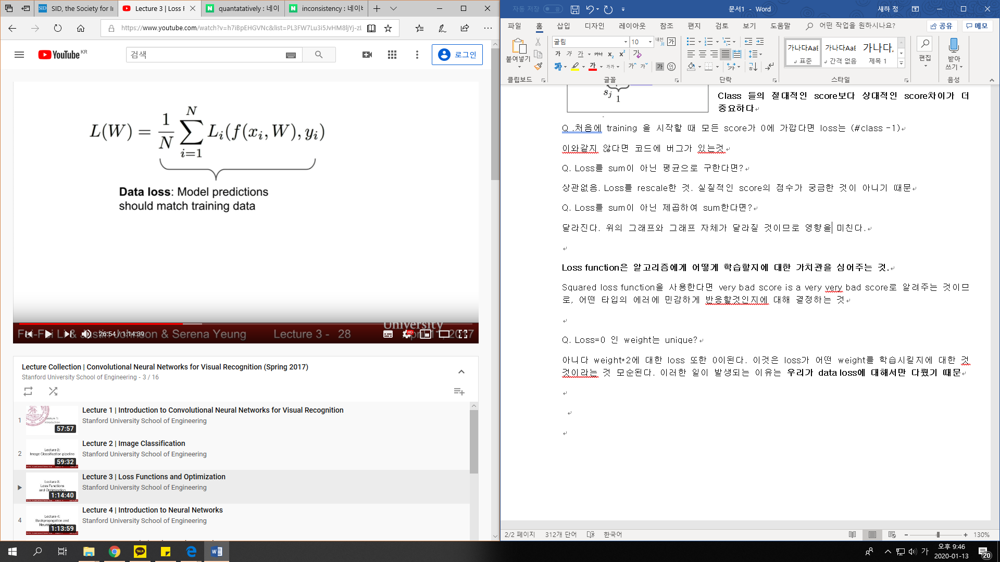 SID, the Society for In
Lecture 3 | Loss F
quantatatively : 네이
inconsistency : 네이버
https://www.youtube.com/watch?v=h7iBpEHGVNc&list=PL3FW7Lu3i5JvHM8ljYj-zL
YouTube KR
검색
로그인
L(W) = 1/N ∑ i=1 N L_i(f(x_i, W), y_i)
Data loss: Model predictions
should match training data
University
Fei-Fei Li & Justin Johnson & Serena Yeung Lecture 3 - 28 April 11, 2017
26:54 / 1:14:39
HD
Lecture Collection | Convolutional Neural Networks for Visual Recognition (Spring 2017)
Stanford University School of Engineering - 3 / 16
1
Lecture 1:
Introduction
57:57
Lecture 1 | Introduction to Convolutional Neural Networks for Visual Recognition
Stanford University School of Engineering
2
Lecture 2:
Image Classification pipeline
59:32
Lecture 2 | Image Classification
Stanford University School of Engineering
Lecture 3:
Loss Functions
and Optimization
1:14:40
Lecture 3 | Loss Functions and Optimization
Stanford University School of Engineering
4
Lecture 4:
Backpropagation and
Neural Networks
1:13:59
Lecture 4 | Introduction to Neural Networks
Stanford University School of Engineering
자동 저장
문서1 - Word
새하 정
파일 홈 삽입 디자인 레이아웃 참조 편지 검토 보기 도움말 어떤 작업을 원하시나요?
공유 메모
붙여넣기
굴림 10
클립보드 글꼴 단락 스타일 음성
가나다AaE 가나다AaE 가나다,
표준 간격 없음 제목 1
편집
받아
쓰기
s_j 1
Class 들의 절대적인 score보다 상대적인 score차이가 더
중요하다
Q .처음에 training 을 시작할 때 모든 score가 0에 가깝다면 loss는 (#class -1)
이와같지 않다면 코드에 버그가 있는것
Q. Loss를 sum이 아닌 평균으로 구한다면?
상관없음. Loss를 rescale한 것. 실질적인 score의 점수가 궁금한 것이 아니기 때문
Q. Loss를 sum이 아닌 제곱하여 sum한다면?
달라진다. 위의 그래프와 그래프 자체가 달라질 것이므로 영향을 미친다.
Loss function은 알고리즘에게 어떻게 학습할지에 대한 가치관을 심어주는 것.
Squared loss function을 사용한다면 very bad score is a very very bad score로 알려주는 것이므
로, 어떤 타입의 에러에 민감하게 반응할것인지에 대해 결정하는 것
Q. Loss=0 인 weight는 unique?
아니다 weight*2에 대한 loss 또한 0이된다. 이것은 loss가 어떤 weight를 학습시킬지에 대한 것
것이라는 것 모순된다. 이러한 일이 발생되는 이유는 우리가 data loss에 대해서만 다뤘기 때문
2/2 페이지 312개 단어 한국어
130%
TALK
가
오후 9:46
2020-01-13
20